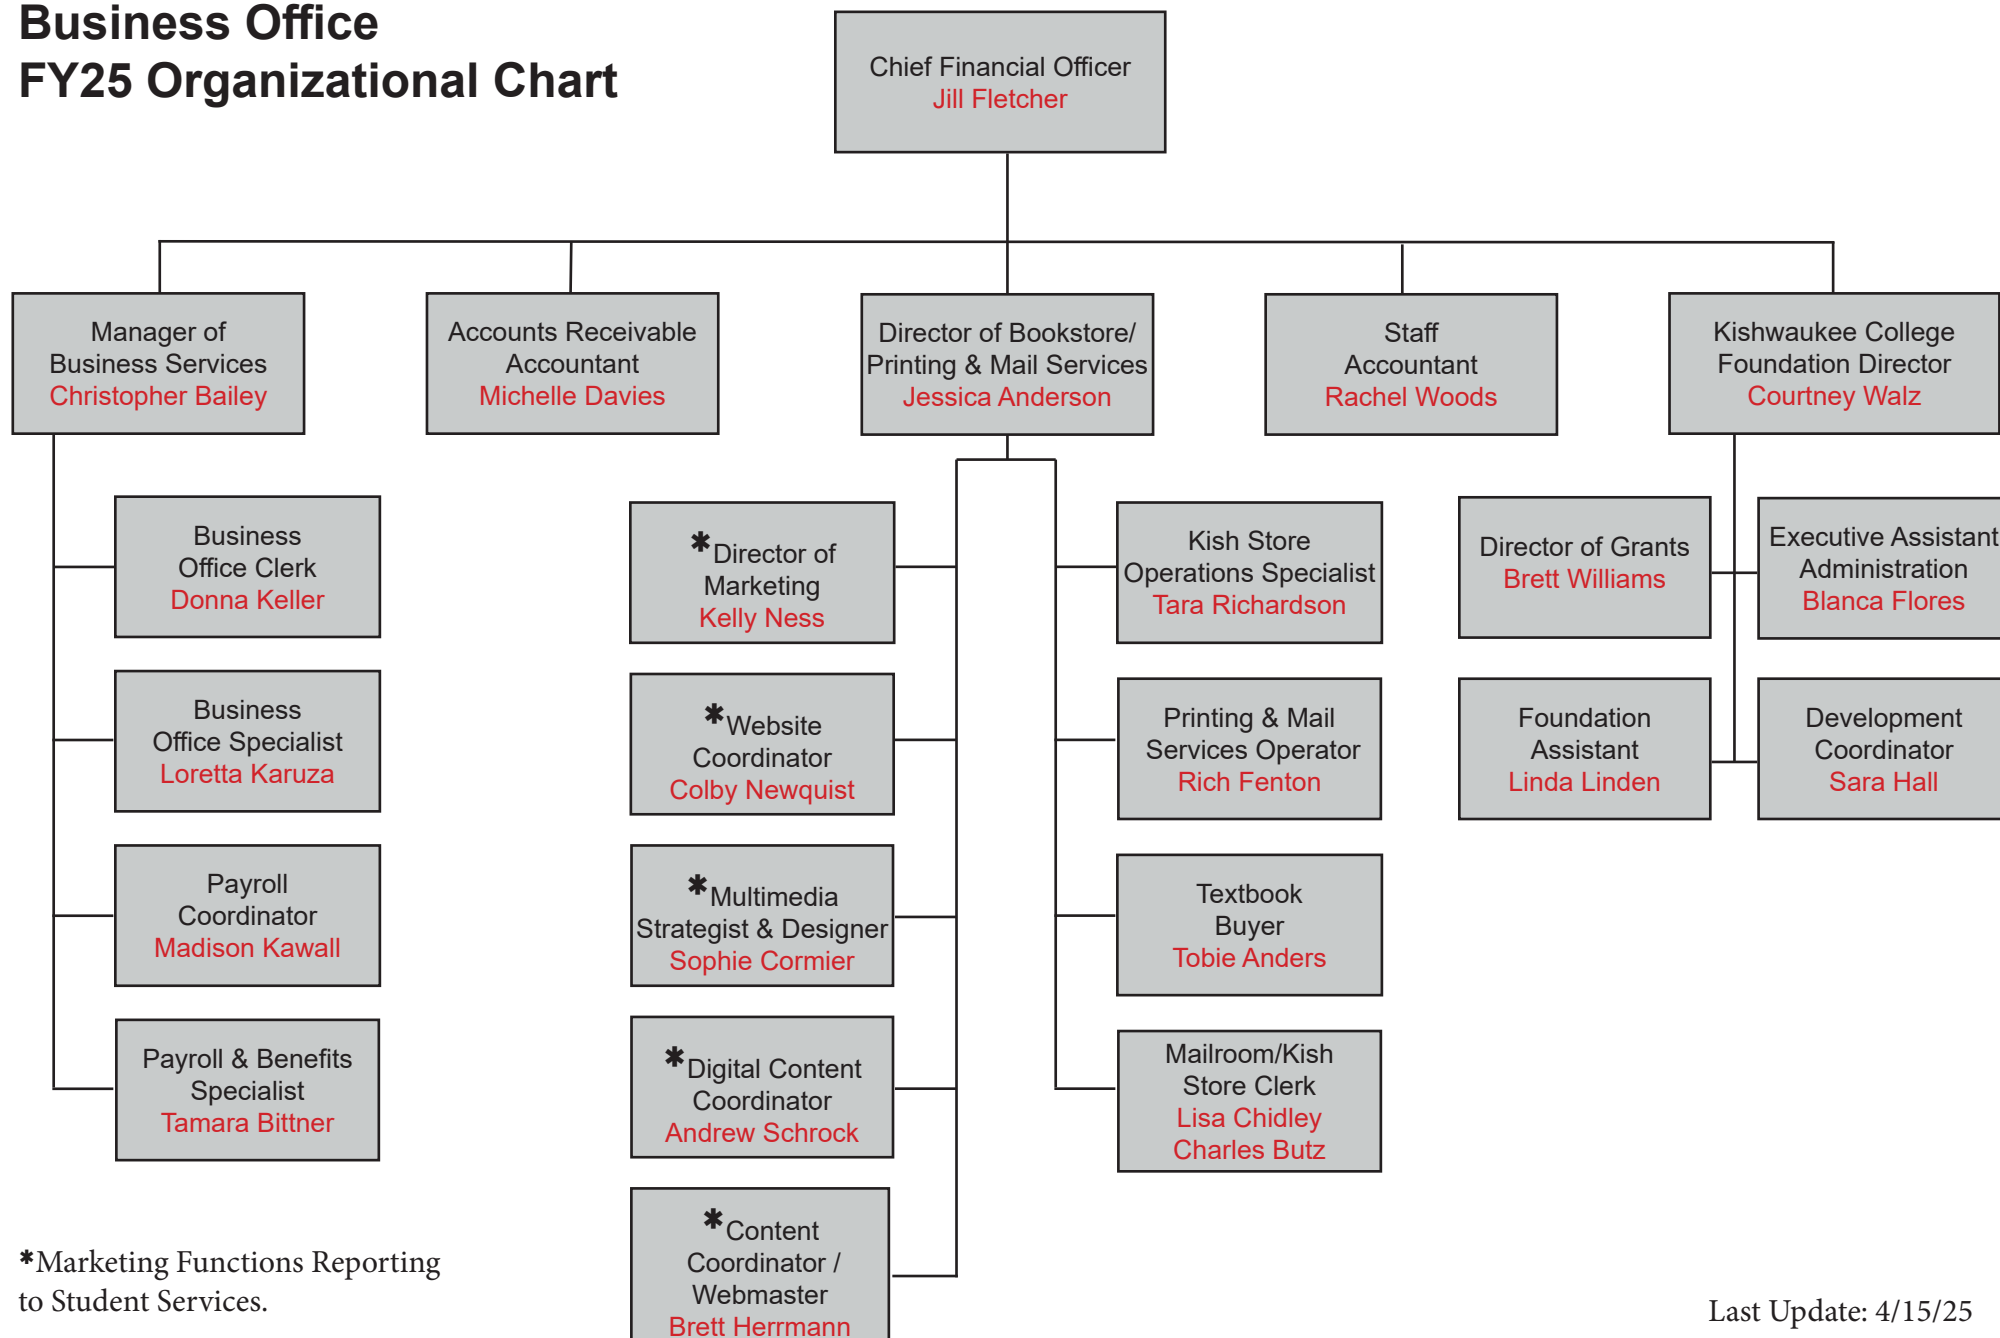 Business Office
FY25 Organizational Chart
Chief Financial Officer
Jill Fletcher
Manager of
Business Services
Christopher Bailey
Accounts Receivable
Accountant
Michelle Davies
Director of Bookstore/
Printing & Mail Services
Jessica Anderson
Staff
Accountant
Rachel Woods
Kishwaukee College
Foundation Director
Courtney Walz
Business
Office Clerk
Donna Keller
Business
Office Specialist
Loretta Karuza
Payroll
Coordinator
Madison Kawall
Payroll & Benefits
Specialist
Tamara Bittner
✱Director of
Marketing
Kelly Ness
✱Website
Coordinator
Colby Newquist
✱Multimedia
Strategist & Designer
Sophie Cormier
✱Digital Content
Coordinator
Andrew Schrock
✱Content
Coordinator /
Webmaster
Brett Herrmann
Kish Store
Operations Specialist
Tara Richardson
Printing & Mail
Services Operator
Rich Fenton
Textbook
Buyer
Tobie Anders
Mailroom/Kish
Store Clerk
Lisa Chidley
Charles Butz
Director of Grants
Brett Williams
Executive Assistant
Administration
Blanca Flores
Foundation
Assistant
Linda Linden
Development
Coordinator
Sara Hall
✱Marketing Functions Reporting
to Student Services.
Last Update: 4/15/25